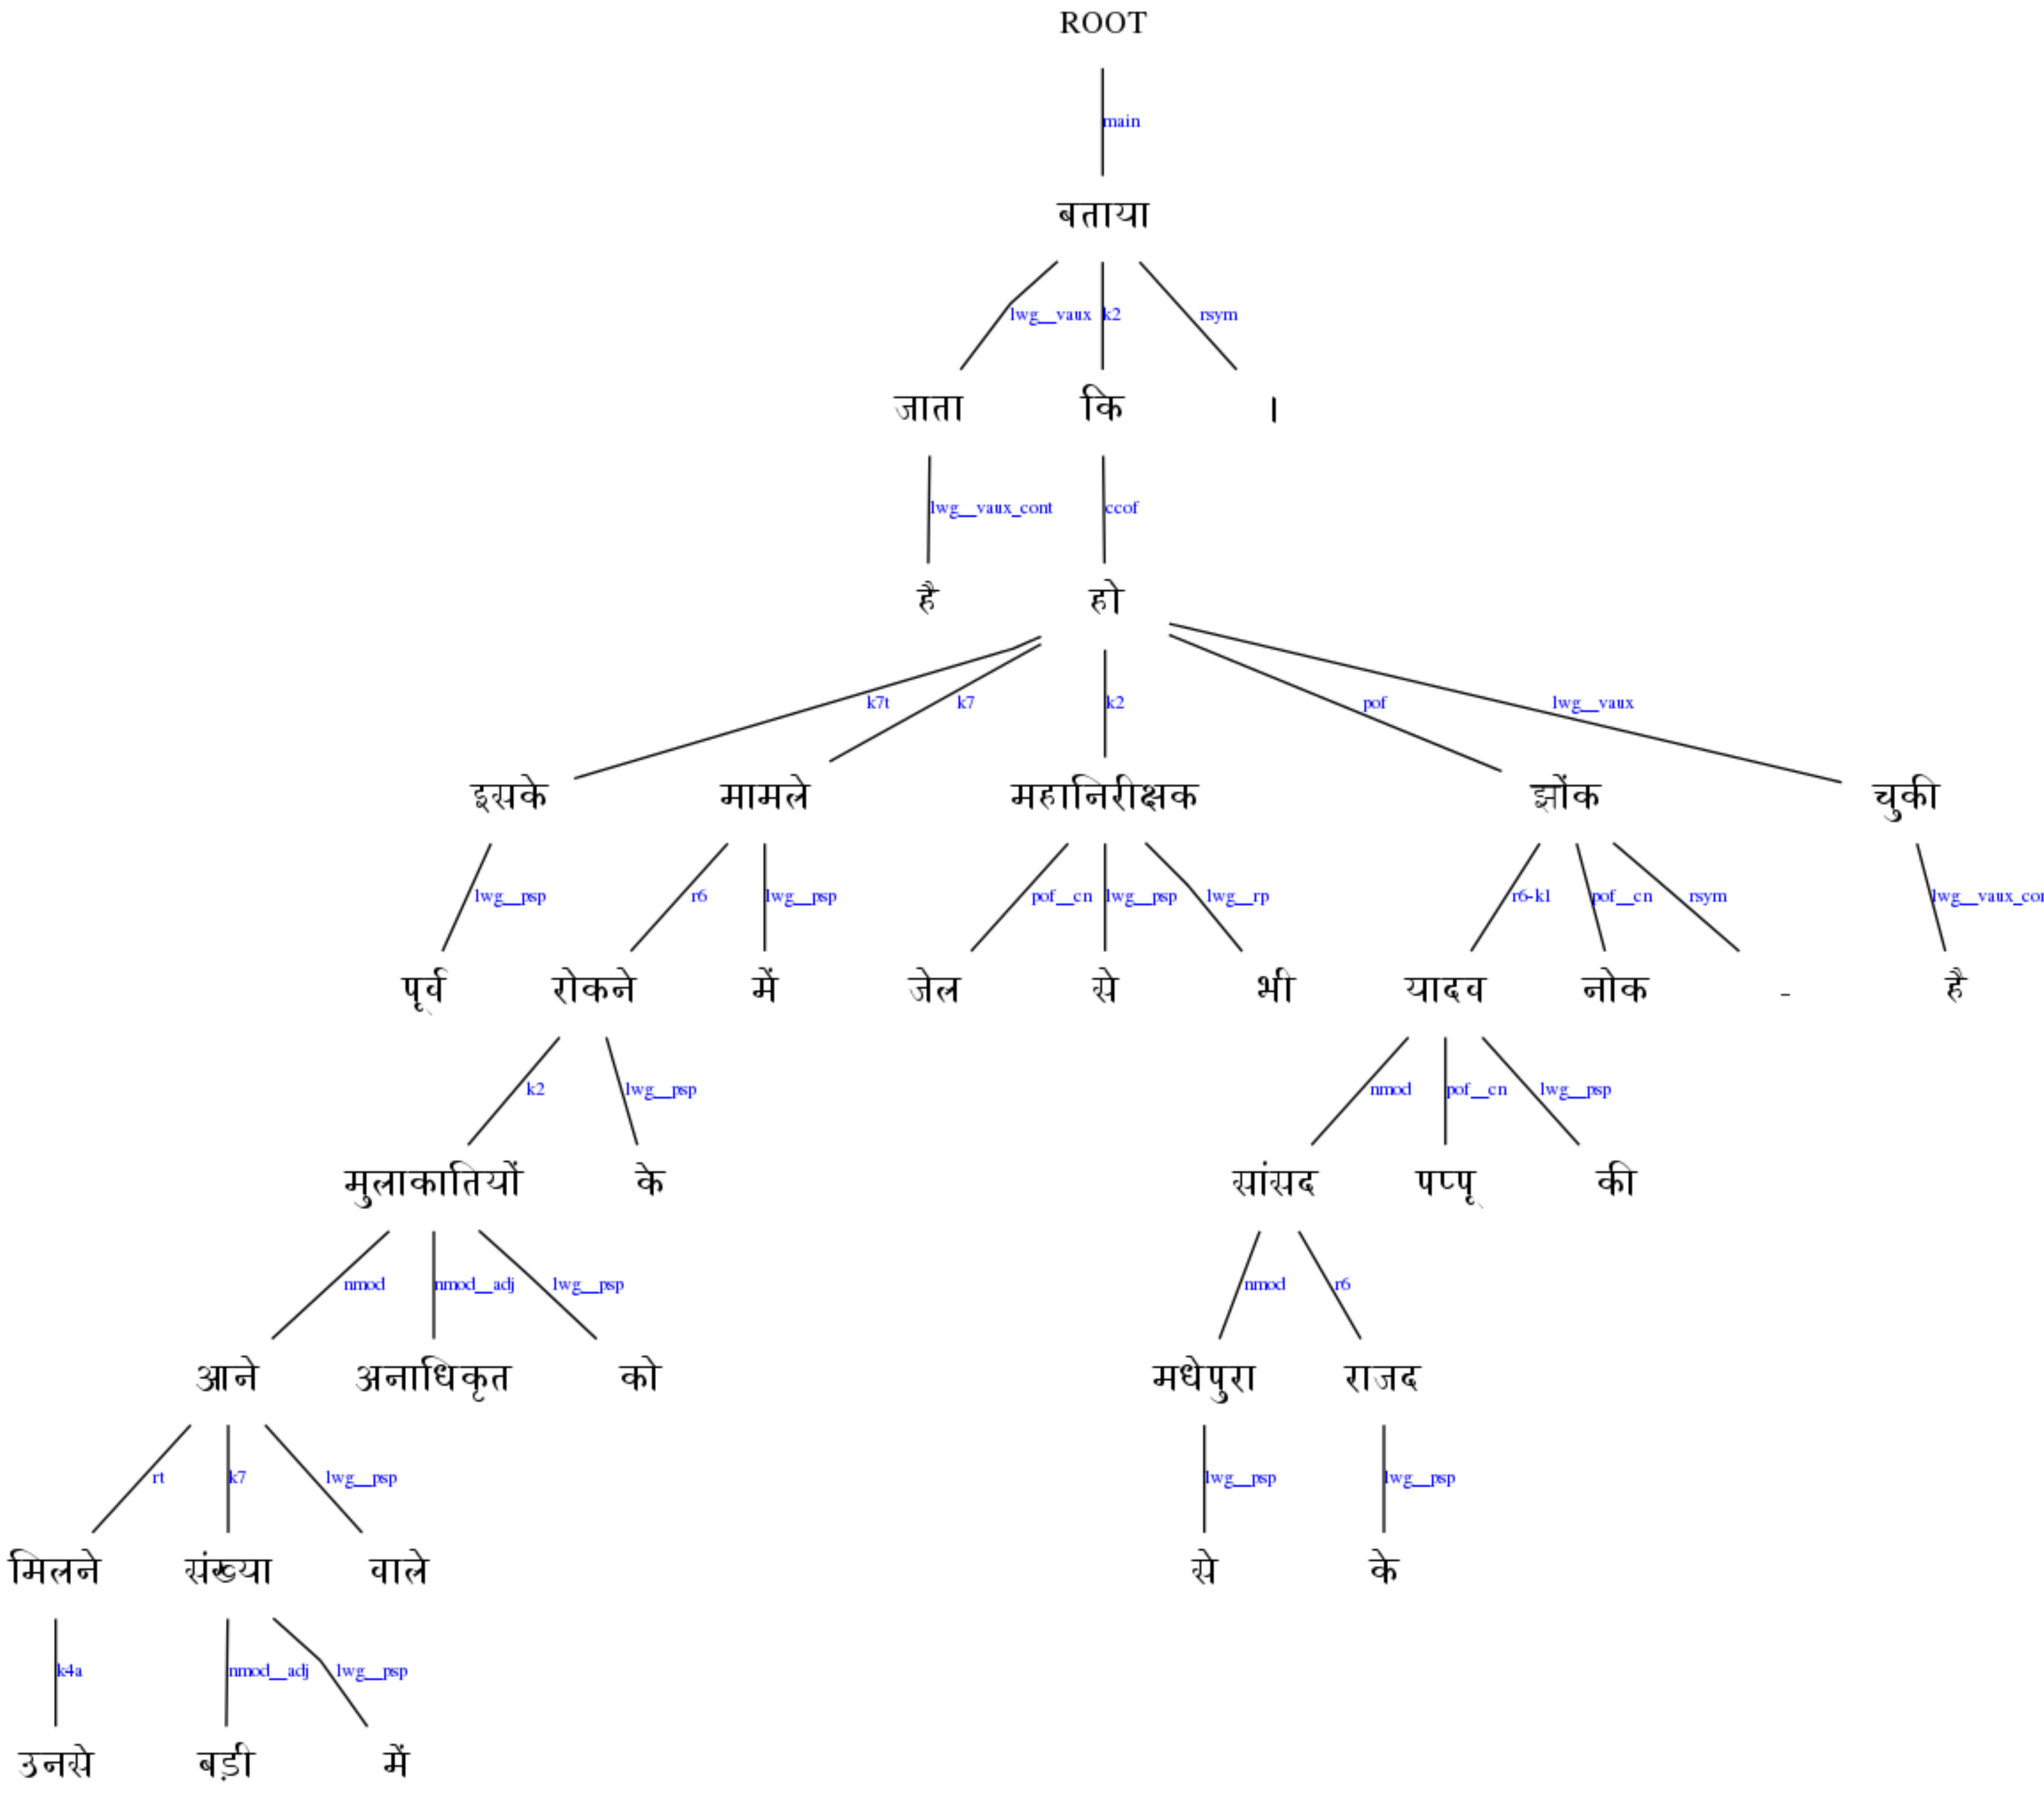 ROOT
main
बताया
lwg__vaux k2 rsym
जाता कि ।
lwg__vaux_cont ccof
है हो
k7t k7 k2 pof lwg__vaux
इसके मामले महानिरीक्षक झोंक चुकी
lwg__psp r6 lwg__psp pof__cn lwg__psp lwg__rp r6-k1 pof__cn rsym lwg__vaux_con
पूर्व रोकने में जेल से भी यादव नोक - है
k2 lwg__psp nmod pof__cn lwg__psp
मुलाकातियों के सांसद पप्पू की
nmod nmod__adj lwg__psp nmod r6
आने अनाधिकृत को मधेपुरा राजद
rt k7 lwg__psp lwg__psp lwg__psp
मिलने संख्या वाले से के
k4a nmod__adj lwg__psp
उनसे बड़ी में